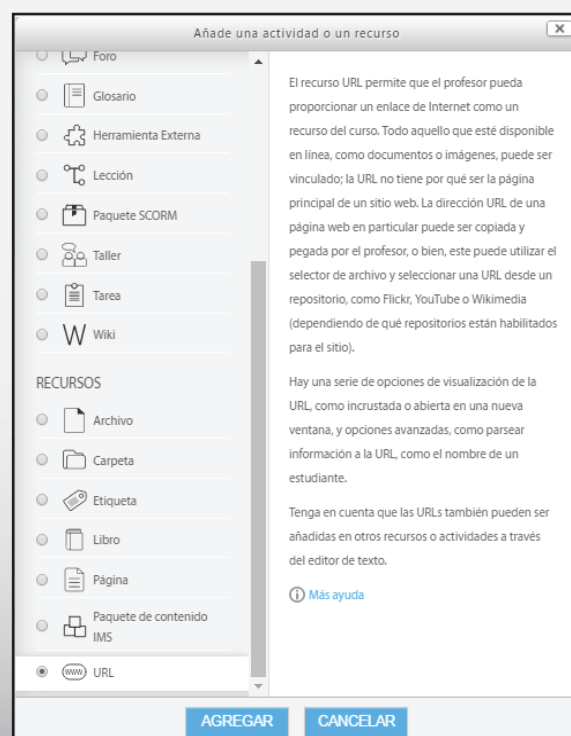 Añade una actividad o un recurso
Foro
Glosario
Herramienta Externa
Lección
Paquete SCORM
Taller
Tarea
Wiki
RECURSOS
Archivo
Carpeta
Etiqueta
Libro
Página
Paquete de contenido
IMS
www
URL
El recurso URL permite que el profesor pueda
proporcionar un enlace de Internet como un
recurso del curso. Todo aquello que esté disponible
en línea, como documentos o imágenes, puede ser
vinculado; la URL no tiene por qué ser la página
principal de un sitio web. La dirección URL de una
página web en particular puede ser copiada y
pegada por el profesor, o bien, este puede utilizar el
selector de archivo y seleccionar una URL desde un
repositorio, como Flickr, YouTube o Wikimedia
(dependiendo de qué repositorios están habilitados
para el sitio).
Hay una serie de opciones de visualización de la
URL, como incrustada o abierta en una nueva
ventana, y opciones avanzadas, como parsear
información a la URL, como el nombre de un
estudiante.
Tenga en cuenta que las URLs también pueden ser
añadidas en otros recursos o actividades a través
del editor de texto.
Más ayuda
AGREGAR
CANCELAR